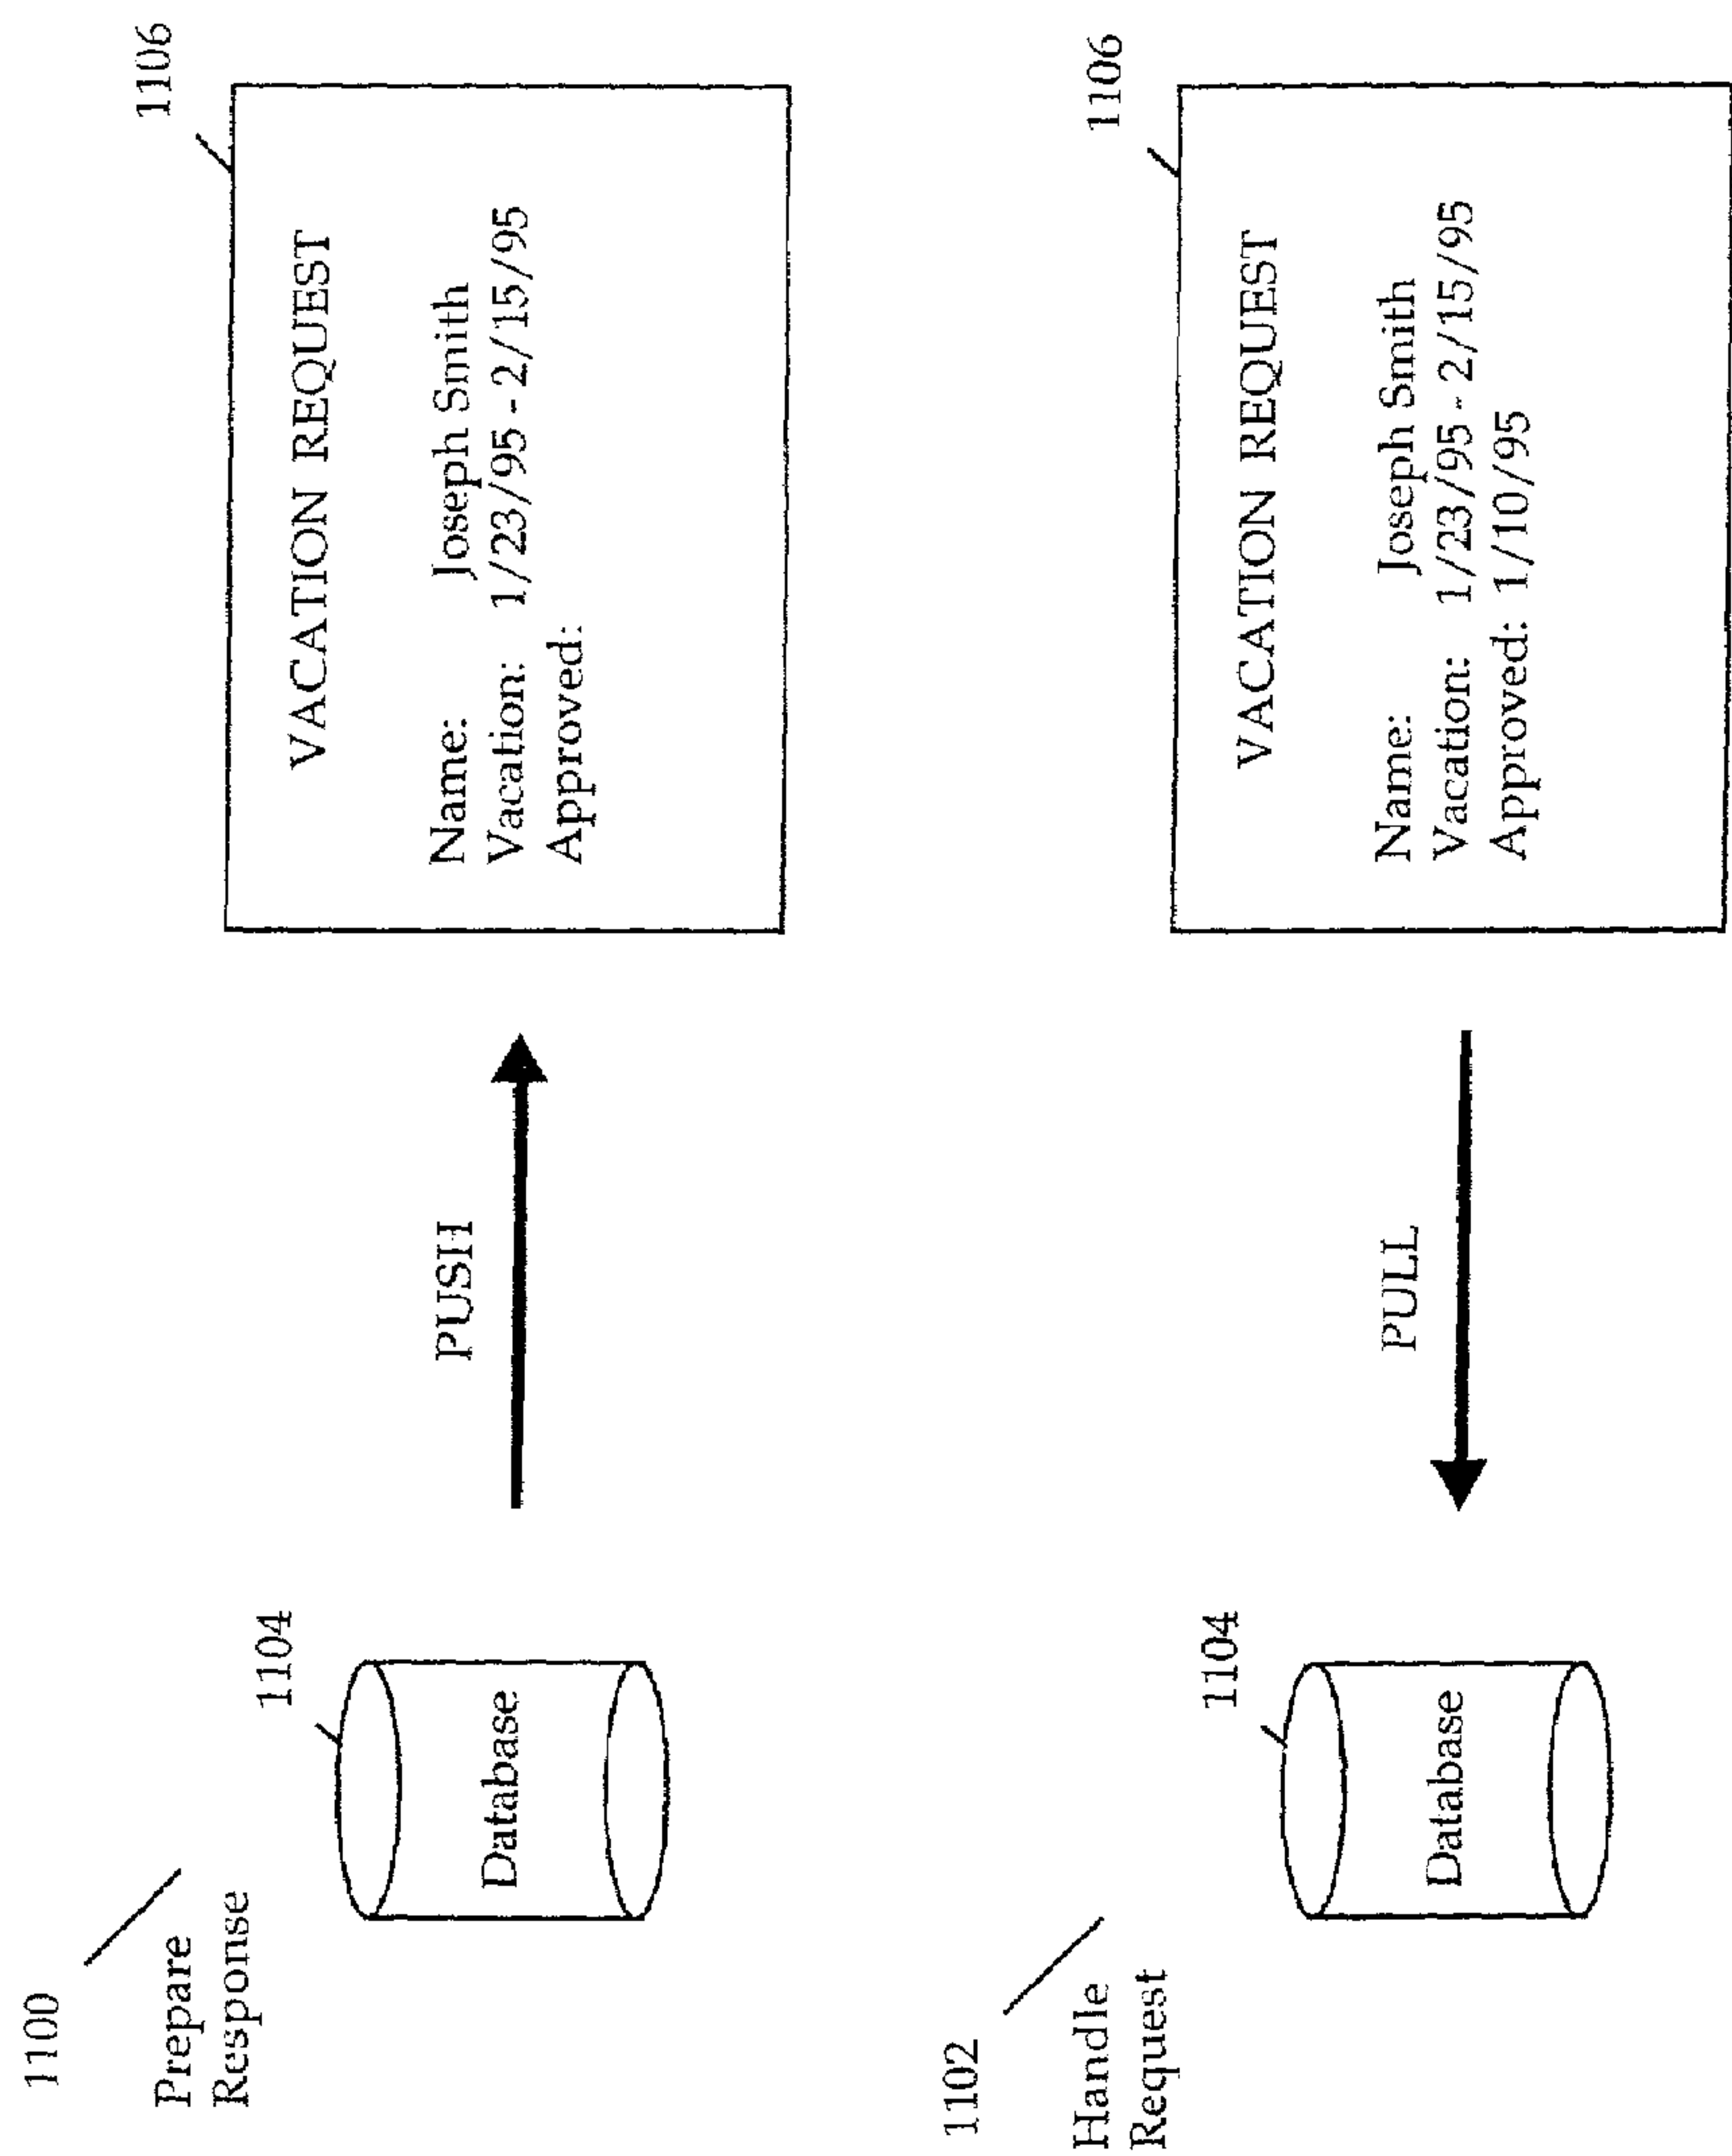 1100
Prepare
Response
1104
Database
PUSH
1106
VACATION REQUEST
Name: Joseph Smith
Vacation: 1/23/95 - 2/15/95
Approved:
1102
Handle
Request
1104
Database
PULL
1106
VACATION REQUEST
Name: Joseph Smith
Vacation: 1/23/95 - 2/15/95
Approved: 1/10/95